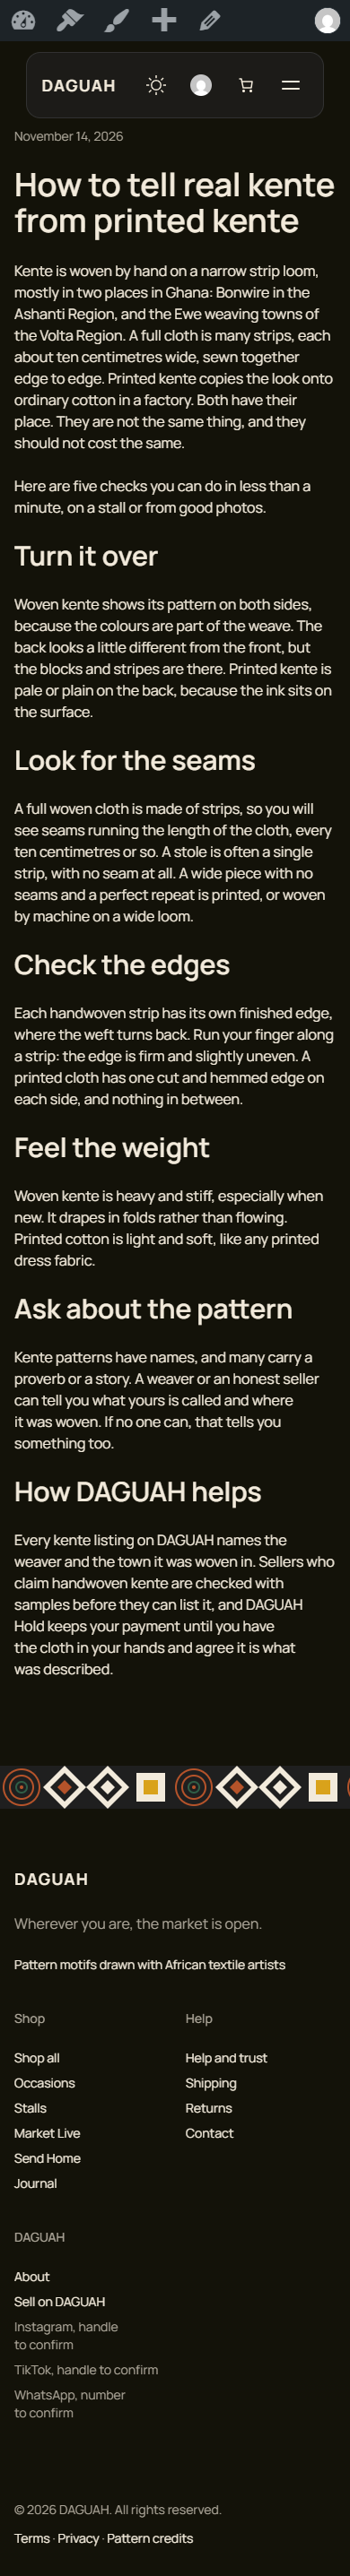 DAGUAH
November 14, 2026
How to tell real kente
from printed kente
Kente is woven by hand on a narrow strip loom,
mostly in two places in Ghana: Bonwire in the
Ashanti Region, and the Ewe weaving towns of
the Volta Region. A full cloth is many strips, each
about ten centimetres wide, sewn together
edge to edge. Printed kente copies the look onto
ordinary cotton in a factory. Both have their
place. They are not the same thing, and they
should not cost the same.
Here are five checks you can do in less than a
minute, on a stall or from good photos.
Turn it over
Woven kente shows its pattern on both sides,
because the colours are part of the weave. The
back looks a little different from the front, but
the blocks and stripes are there. Printed kente is
pale or plain on the back, because the ink sits on
the surface.
Look for the seams
A full woven cloth is made of strips, so you will
see seams running the length of the cloth, every
ten centimetres or so. A stole is often a single
strip, with no seam at all. A wide piece with no
seams and a perfect repeat is printed, or woven
by machine on a wide loom.
Check the edges
Each handwoven strip has its own finished edge,
where the weft turns back. Run your finger along
a strip: the edge is firm and slightly uneven. A
printed cloth has one cut and hemmed edge on
each side, and nothing in between.
Feel the weight
Woven kente is heavy and stiff, especially when
new. It drapes in folds rather than flowing.
Printed cotton is light and soft, like any printed
dress fabric.
Ask about the pattern
Kente patterns have names, and many carry a
proverb or a story. A weaver or an honest seller
can tell you what yours is called and where
it was woven. If no one can, that tells you
something too.
How DAGUAH helps
Every kente listing on DAGUAH names the
weaver and the town it was woven in. Sellers who
claim handwoven kente are checked with
samples before they can list it, and DAGUAH
Hold keeps your payment until you have
the cloth in your hands and agree it is what
was described.
DAGUAH
Wherever you are, the market is open.
Pattern motifs drawn with African textile artists
Shop
Shop all
Occasions
Stalls
Market Live
Send Home
Journal
Help
Help and trust
Shipping
Returns
Contact
DAGUAH
About
Sell on DAGUAH
Instagram, handle
to confirm
TikTok, handle to confirm
WhatsApp, number
to confirm
© 2026 DAGUAH. All rights reserved.
Terms · Privacy · Pattern credits